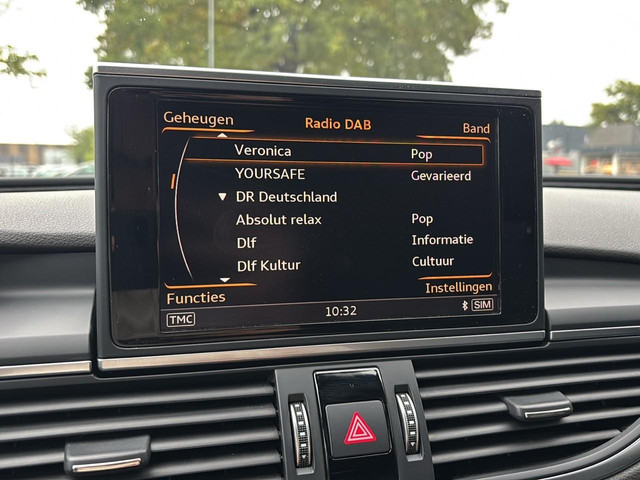 Geheugen Radio DAB Band
Veronica Pop
YOURSAFE Gevarieerd
DR Deutschland
Absolut relax Pop
Dlf Informatie
Dlf Kultur Cultuur
Functies Instellingen
TMC 10:32 SIM